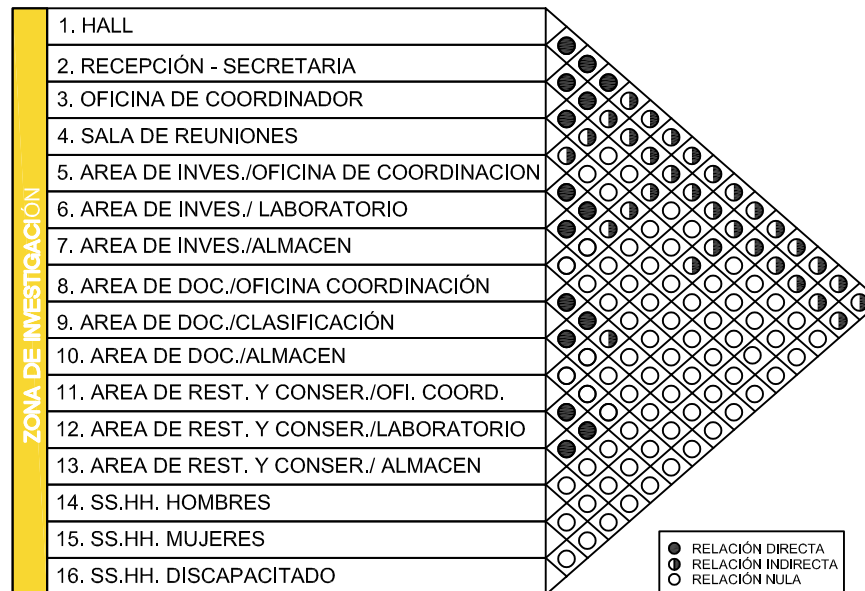 ZONA DE INVESTIGACIÓN
1. HALL
2. RECEPCIÓN - SECRETARIA
3. OFICINA DE COORDINADOR
4. SALA DE REUNIONES
5. AREA DE INVES./OFICINA DE COORDINACION
6. AREA DE INVES./ LABORATORIO
7. AREA DE INVES./ALMACEN
8. AREA DE DOC./OFICINA COORDINACIÓN
9. AREA DE DOC./CLASIFICACIÓN
10. AREA DE DOC./ALMACEN
11. AREA DE REST. Y CONSER./OFI. COORD.
12. AREA DE REST. Y CONSER./LABORATORIO
13. AREA DE REST. Y CONSER./ ALMACEN
14. SS.HH. HOMBRES
15. SS.HH. MUJERES
16. SS.HH. DISCAPACITADO
RELACIÓN DIRECTA
RELACIÓN INDIRECTA
RELACIÓN NULA